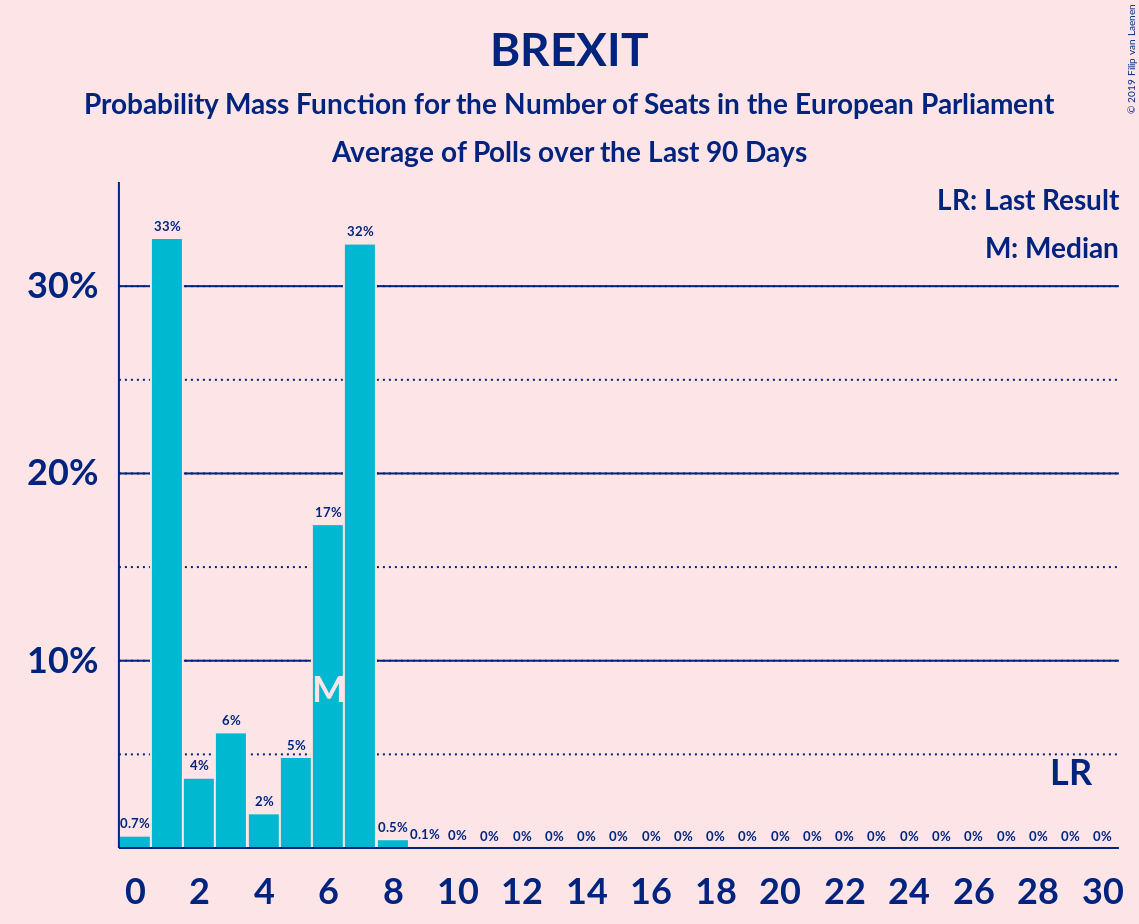 BREXIT
© 2019 Filip van Laenen
Probability Mass Function for the Number of Seats in the European Parliament
Average of Polls over the Last 90 Days
LR: Last Result
M: Median
33%
32%
30%
20%
17%
10%
M
6%
5%
4%
2%
0.7%
0.5%
0.1%
0% 0% 0% 0% 0% 0% 0% 0% 0% 0% 0% 0% 0% 0% 0% 0% 0% 0% 0% 0% 0%
LR
0 2 4 6 8 10 12 14 16 18 20 22 24 26 28 30